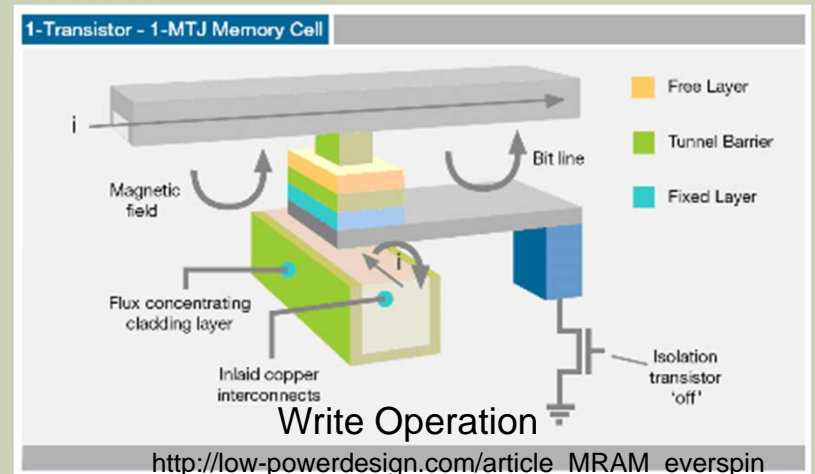 1-Transistor - 1-MTJ Memory Cell
i
Free Layer
Tunnel Barrier
Fixed Layer
Bit line
Magnetic
field
i
Flux concentrating
cladding layer
Inlaid copper
interconnects
Isolation
transistor
'off'
Write Operation
http://low-powerdesign.com/article_MRAM_everspin